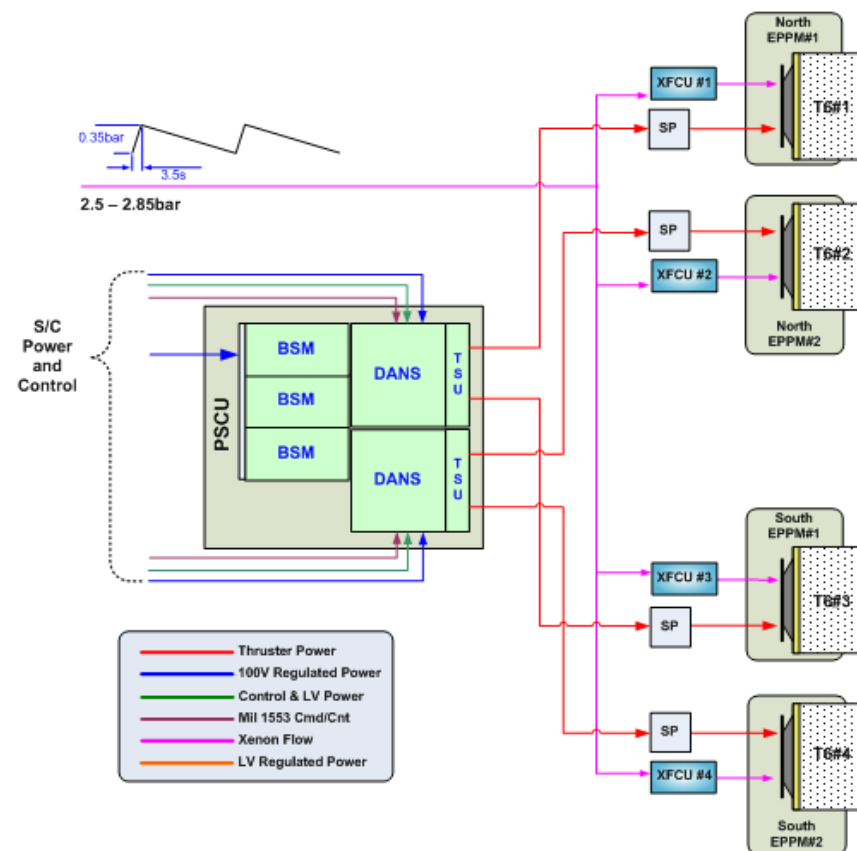 North
EPPM#1
XFCU #1
T6#1
SP
0.35bar
3.5s
2.5 – 2.85bar
SP
T6#2
XFCU #2
North
EPPM#2
S/C
Power
and
Control
PSCU
BSM
BSM
BSM
DANS
TSU
DANS
TSU
South
EPPM#1
XFCU #3
T6#3
SP
Thruster Power
100V Regulated Power
Control & LV Power
Mil 1553 Cmd/Cnt
Xenon Flow
LV Regulated Power
SP
T6#4
XFCU #4
South
EPPM#2